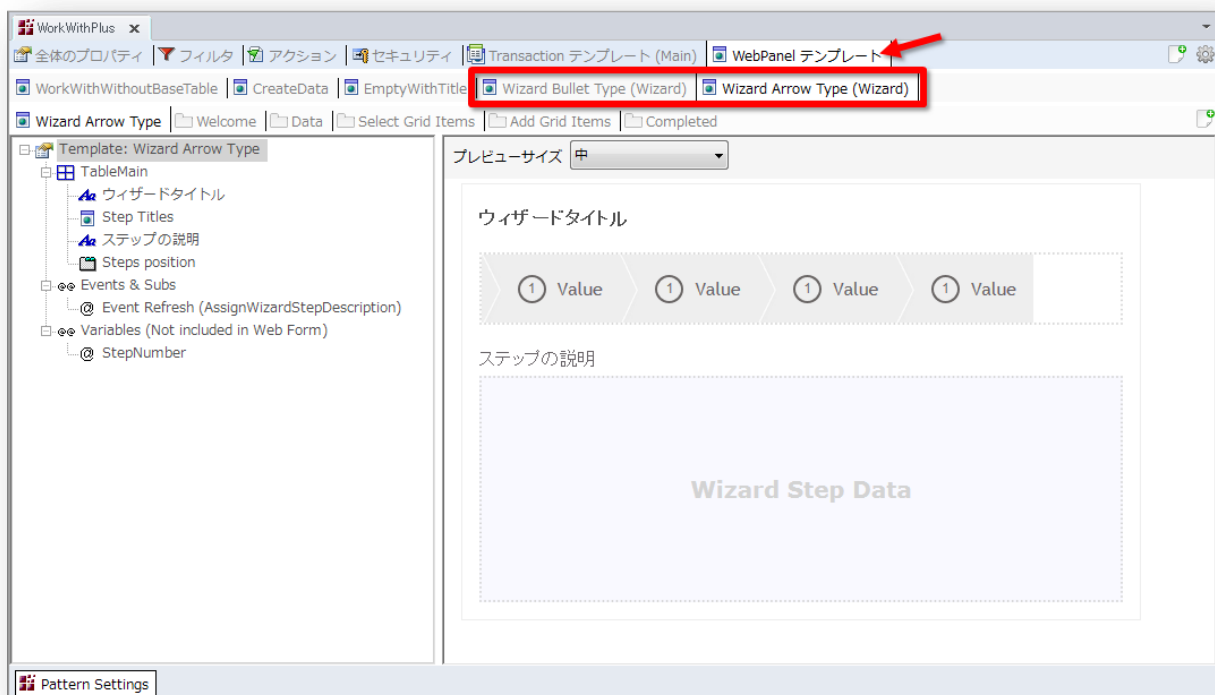 WorkWithPlus x
全体のプロパティ フィルタ アクション セキュリティ Transaction テンプレート (Main) WebPanel テンプレート
WorkWithWithoutBaseTable CreateData EmptyWithTitle Wizard Bullet Type (Wizard) Wizard Arrow Type (Wizard)
Wizard Arrow Type Welcome Data Select Grid Items Add Grid Items Completed
Template: Wizard Arrow Type
TableMain
ウィザードタイトル
Step Titles
ステップの説明
Steps position
Events & Subs
Event Refresh (AssignWizardStepDescription)
Variables (Not included in Web Form)
StepNumber
プレビューサイズ 中
ウィザードタイトル
1 Value 1 Value 1 Value 1 Value
ステップの説明
Wizard Step Data
Pattern Settings